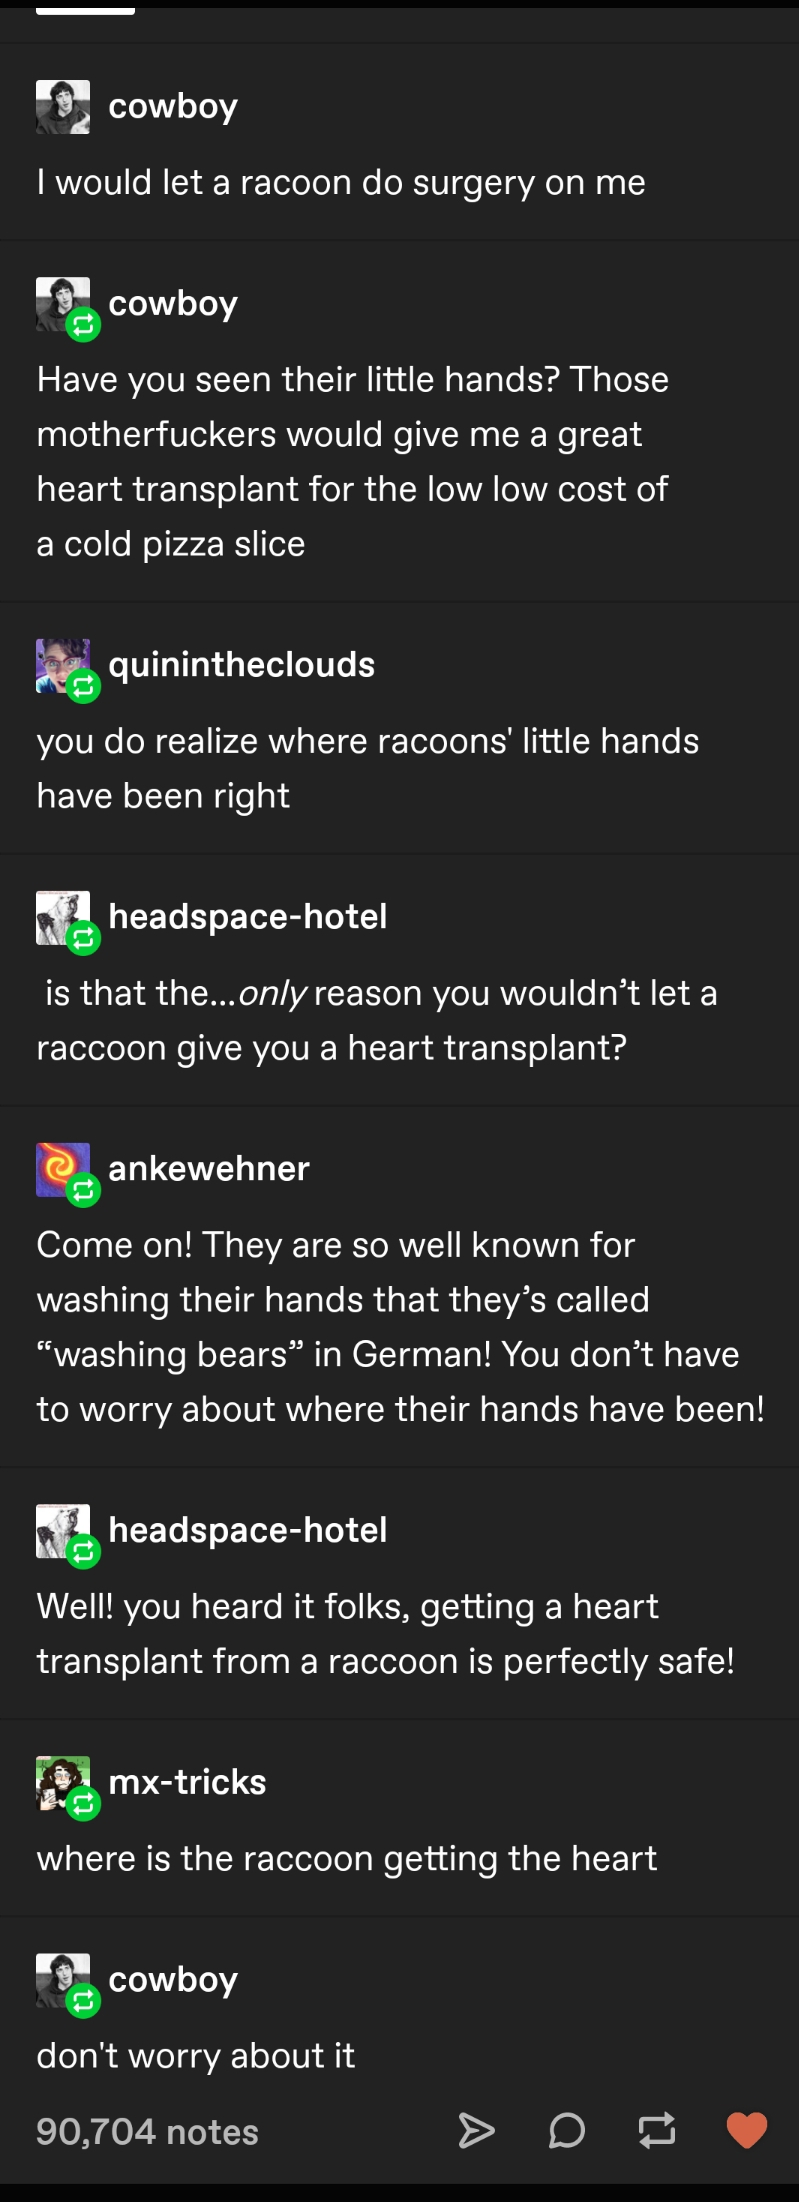 cowboy
I would let a racoon do surgery on me
cowboy
Have you seen their little hands? Those
motherfuckers would give me a great
heart transplant for the low low cost of
a cold pizza slice
quinintheclouds
you do realize where racoons' little hands
have been right
headspace-hotel
is that the...only reason you wouldn’t let a
raccoon give you a heart transplant?
ankewehner
Come on! They are so well known for
washing their hands that they’s called
“washing bears” in German! You don’t have
to worry about where their hands have been!
headspace-hotel
Well! you heard it folks, getting a heart
transplant from a raccoon is perfectly safe!
mx-tricks
where is the raccoon getting the heart
cowboy
don't worry about it
90,704 notes